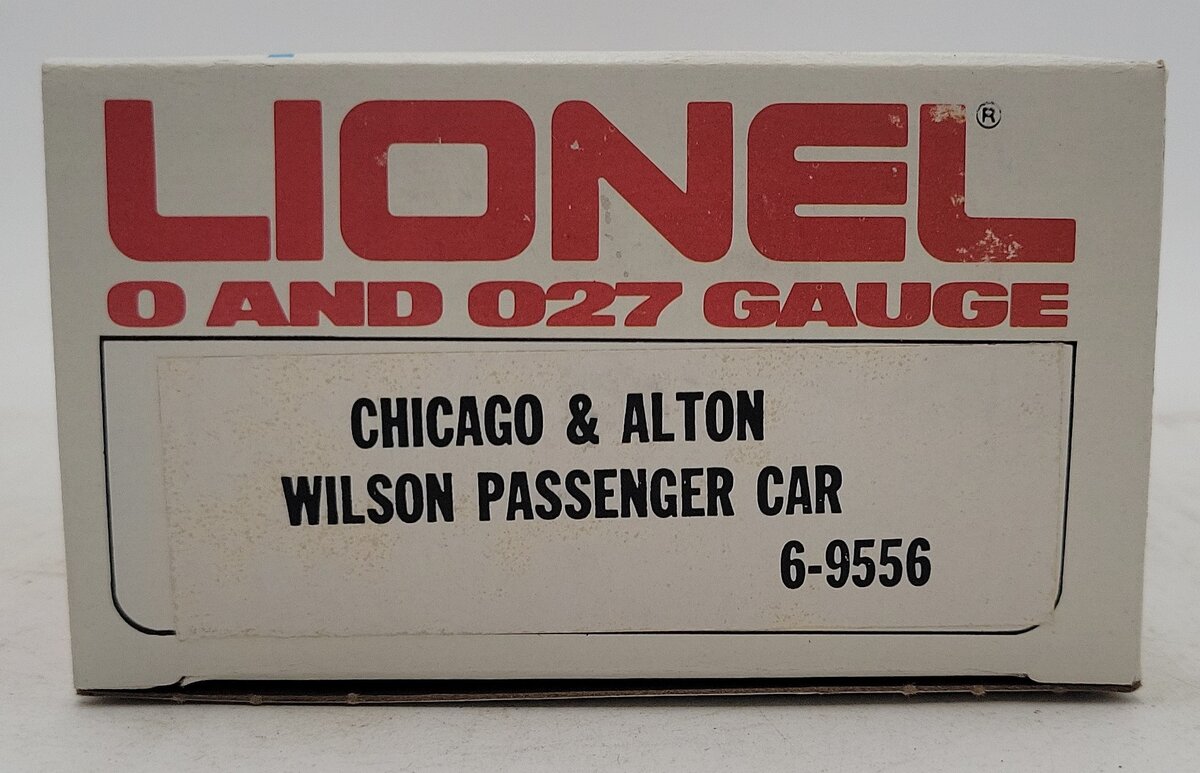 LIONEL®
O AND O27 GAUGE
CHICAGO & ALTON
WILSON PASSENGER CAR
6-9556